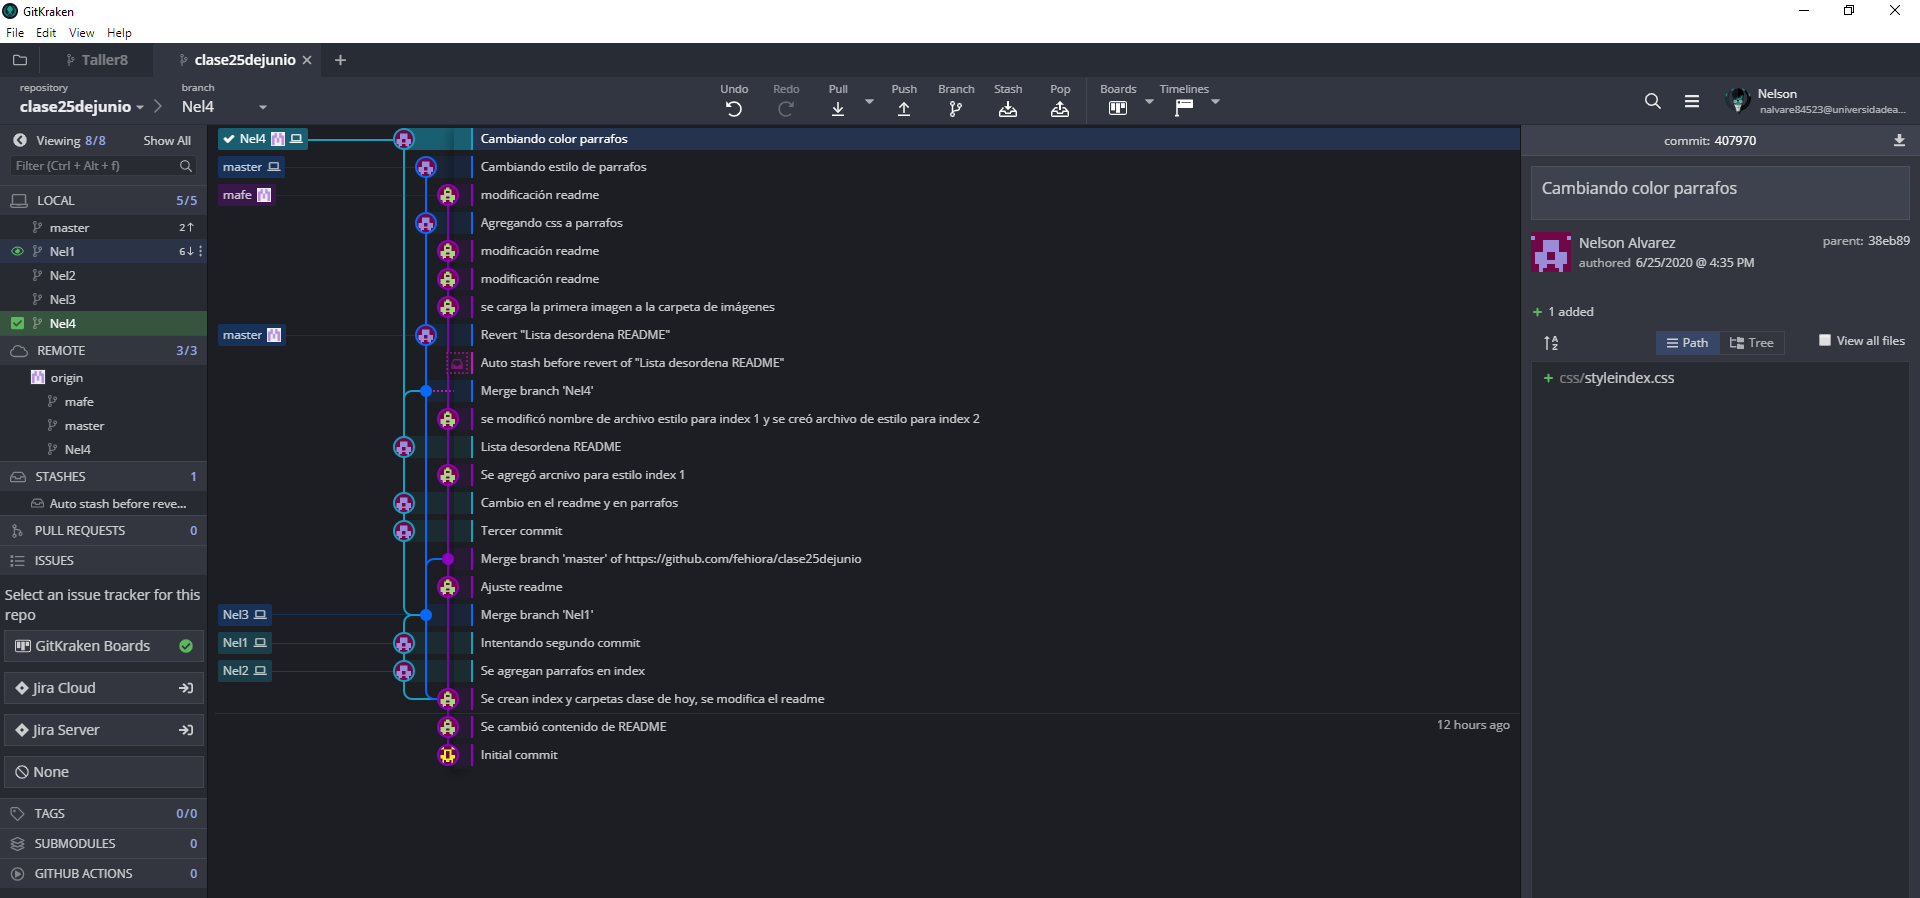 GitKraken
File Edit View Help
Taller8
clase25dejunio
repository
clase25dejunio
branch
Nel4
Undo
Redo
Pull
Push
Branch
Stash
Pop
Boards
Timelines
Nelson
nalvare84523@universidadea...
Viewing 8/8 Show All
Filter (Ctrl + Alt + f)
LOCAL 5/5
master 2
Nel1 6
Nel2
Nel3
Nel4
REMOTE 3/3
origin
mafe
master
Nel4
STASHES 1
Auto stash before reve...
PULL REQUESTS 0
ISSUES
Select an issue tracker for this
repo
GitKraken Boards
Jira Cloud
Jira Server
None
TAGS 0/0
SUBMODULES 0
GITHUB ACTIONS 0
Nel4 Cambiando color parrafos
master Cambiando estilo de parrafos
mafe modificación readme
Agregando css a parrafos
modificación readme
modificación readme
se carga la primera imagen a la carpeta de imágenes
master Revert "Lista desordena README"
Auto stash before revert of "Lista desordena README"
Merge branch 'Nel4'
se modificó nombre de archivo estilo para index 1 y se creó archivo de estilo para index 2
Lista desordena README
Se agregó arcnivo para estilo index 1
Cambio en el readme y en parrafos
Tercer commit
Merge branch 'master' of https://github.com/fehiora/clase25dejunio
Ajuste readme
Nel3 Merge branch 'Nel1'
Nel1 Intentando segundo commit
Nel2 Se agregan parrafos en index
Se crean index y carpetas clase de hoy, se modifica el readme
Se cambió contenido de README 12 hours ago
Initial commit
commit: 407970
Cambiando color parrafos
Nelson Alvarez parent: 38eb89
authored 6/25/2020 @ 4:35 PM
+ 1 added
Path Tree View all files
+ css/styleindex.css